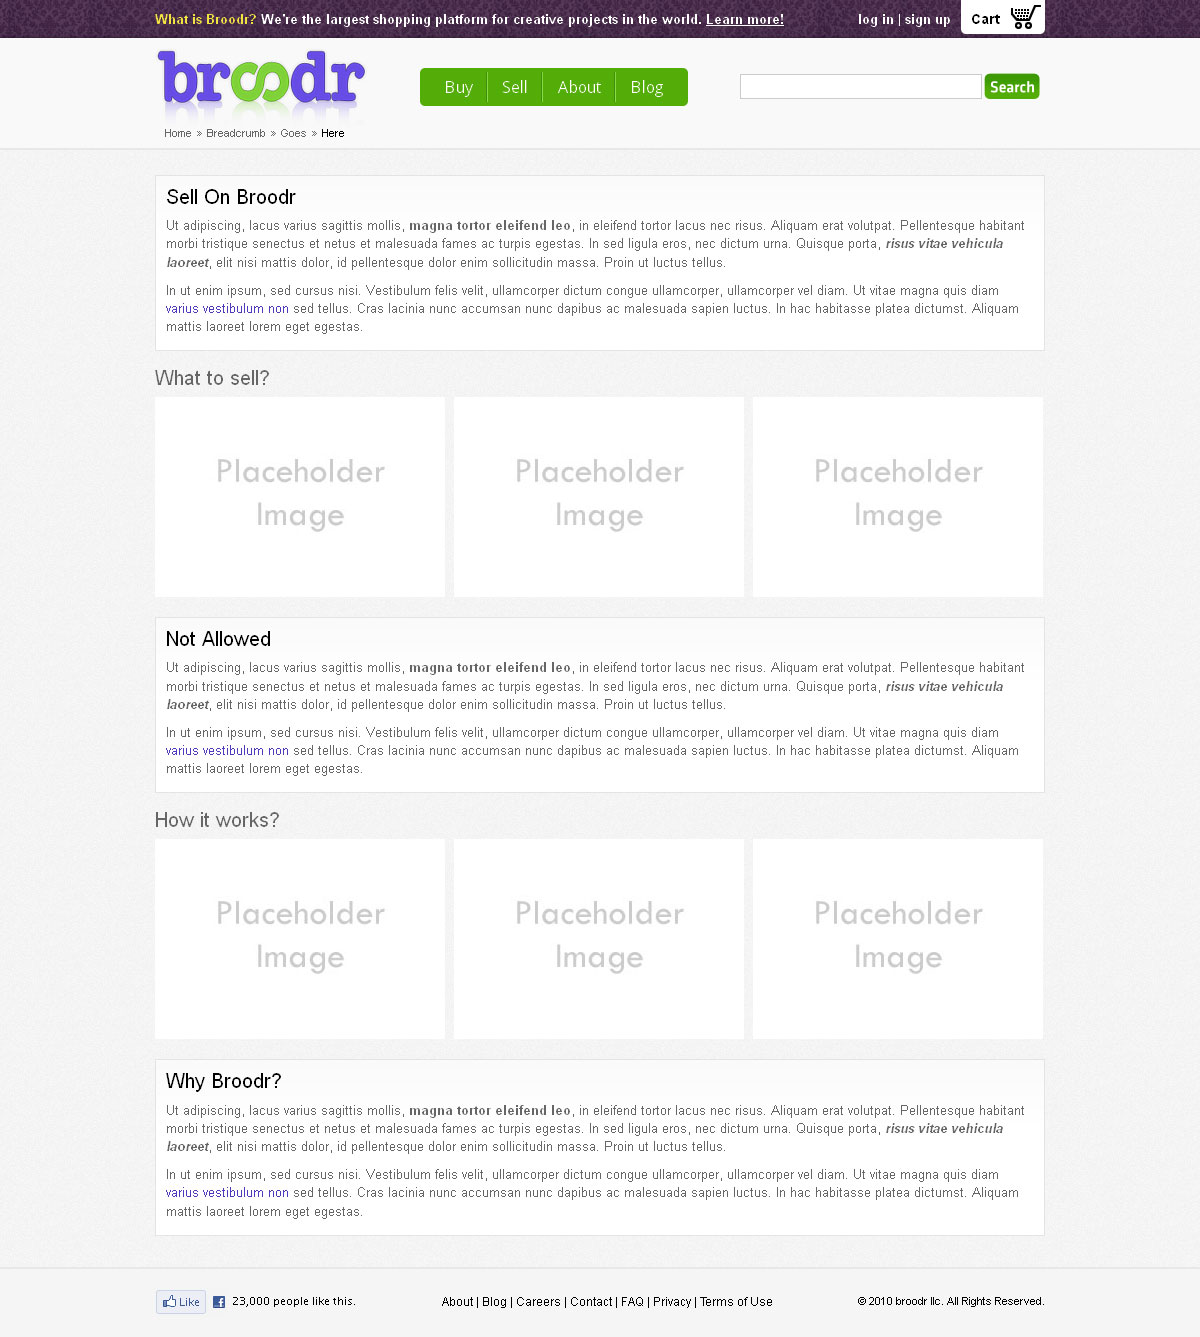 What is Broodr? We're the largest shopping platform for creative projects in the world. Learn more! log in | sign up Cart
broodr
Buy Sell About Blog Search
Home » Breadcrumb » Goes » Here
Sell On Broodr
Ut adipiscing, lacus varius sagittis mollis, magna tortor eleifend leo, in eleifend tortor lacus nec risus. Aliquam erat volutpat. Pellentesque habitant
morbi tristique senectus et netus et malesuada fames ac turpis egestas. In sed ligula eros, nec dictum urna. Quisque porta, risus vitae vehicula
laoreet, elit nisi mattis dolor, id pellentesque dolor enim sollicitudin massa. Proin ut luctus tellus.
In ut enim ipsum, sed cursus nisi. Vestibulum felis velit, ullamcorper dictum congue ullamcorper, ullamcorper vel diam. Ut vitae magna quis diam
varius vestibulum non sed tellus. Cras lacinia nunc accumsan nunc dapibus ac malesuada sapien luctus. In hac habitasse platea dictumst. Aliquam
mattis laoreet lorem eget egestas.
What to sell?
Placeholder Placeholder Placeholder
Image Image Image
Not Allowed
Ut adipiscing, lacus varius sagittis mollis, magna tortor eleifend leo, in eleifend tortor lacus nec risus. Aliquam erat volutpat. Pellentesque habitant
morbi tristique senectus et netus et malesuada fames ac turpis egestas. In sed ligula eros, nec dictum urna. Quisque porta, risus vitae vehicula
laoreet, elit nisi mattis dolor, id pellentesque dolor enim sollicitudin massa. Proin ut luctus tellus.
In ut enim ipsum, sed cursus nisi. Vestibulum felis velit, ullamcorper dictum congue ullamcorper, ullamcorper vel diam. Ut vitae magna quis diam
varius vestibulum non sed tellus. Cras lacinia nunc accumsan nunc dapibus ac malesuada sapien luctus. In hac habitasse platea dictumst. Aliquam
mattis laoreet lorem eget egestas.
How it works?
Placeholder Placeholder Placeholder
Image Image Image
Why Broodr?
Ut adipiscing, lacus varius sagittis mollis, magna tortor eleifend leo, in eleifend tortor lacus nec risus. Aliquam erat volutpat. Pellentesque habitant
morbi tristique senectus et netus et malesuada fames ac turpis egestas. In sed ligula eros, nec dictum urna. Quisque porta, risus vitae vehicula
laoreet, elit nisi mattis dolor, id pellentesque dolor enim sollicitudin massa. Proin ut luctus tellus.
In ut enim ipsum, sed cursus nisi. Vestibulum felis velit, ullamcorper dictum congue ullamcorper, ullamcorper vel diam. Ut vitae magna quis diam
varius vestibulum non sed tellus. Cras lacinia nunc accumsan nunc dapibus ac malesuada sapien luctus. In hac habitasse platea dictumst. Aliquam
mattis laoreet lorem eget egestas.
Like 23,000 people like this. About | Blog | Careers | Contact | FAQ | Privacy | Terms of Use © 2010 broodr llc. All Rights Reserved.